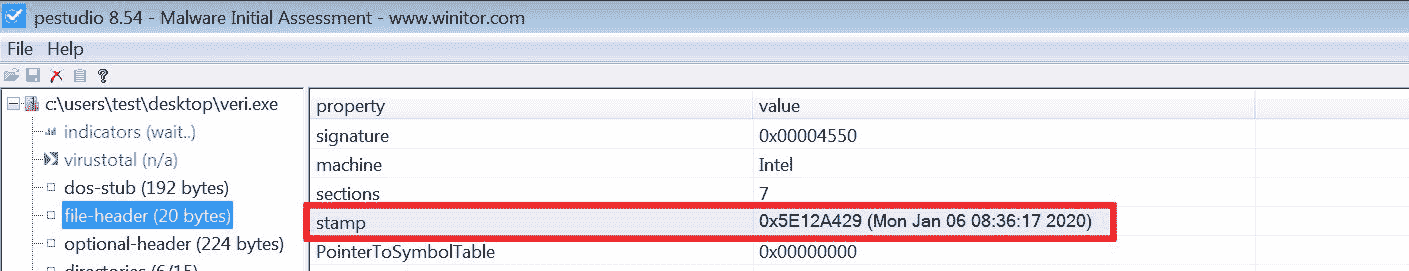 pestudio 8.54 - Malware Initial Assessment - www.winitor.com
File Help
?
c:\users\test\desktop\veri.exe
indicators (wait..)
virustotal (n/a)
dos-stub (192 bytes)
file-header (20 bytes)
optional-header (224 bytes)
directories (6/15)
property value
signature 0x00004550
machine Intel
sections 7
stamp 0x5E12A429 (Mon Jan 06 08:36:17 2020)
PointerToSymbolTable 0x00000000